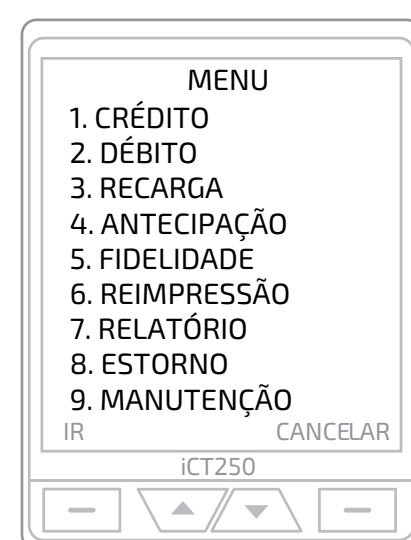 MENU
1. CRÉDITO
2. DÉBITO
3. RECARGA
4. ANTECIPAÇÃO
5. FIDELIDADE
6. REIMPRESSÃO
7. RELATÓRIO
8. ESTORNO
9. MANUTENÇÃO
IR CANCELAR
iCT250